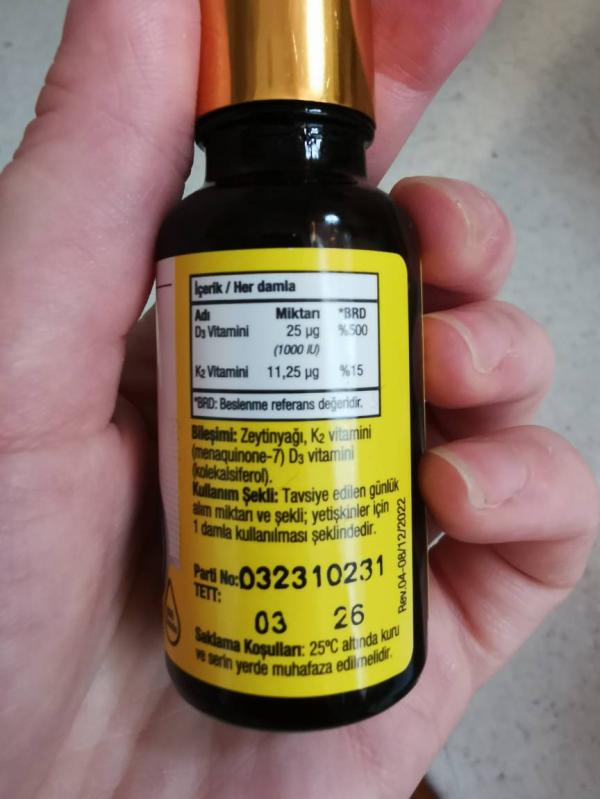 İçerik / Her damla
Adı Miktarı *BRD
D₃ Vitamini 25 µg %500
(1000 IU)
K₂ Vitamini 11,25 µg %15
*BRD: Beslenme referans değeridir.
Bileşimi: Zeytinyağı, K₂ vitamini
(menaquinone-7) D₃ vitamini
(kolekalsiferol).
Kullanım Şekli: Tavsiye edilen günlük
alım miktarı ve şekli; yetişkinler için
1 damla kullanılması şeklindedir.
Parti No:032310231
TETT:
03 26
Saklama Koşulları: 25ºC altında kuru
ve serin yerde muhafaza edilmelidir.
Rev.04-08/12/2022